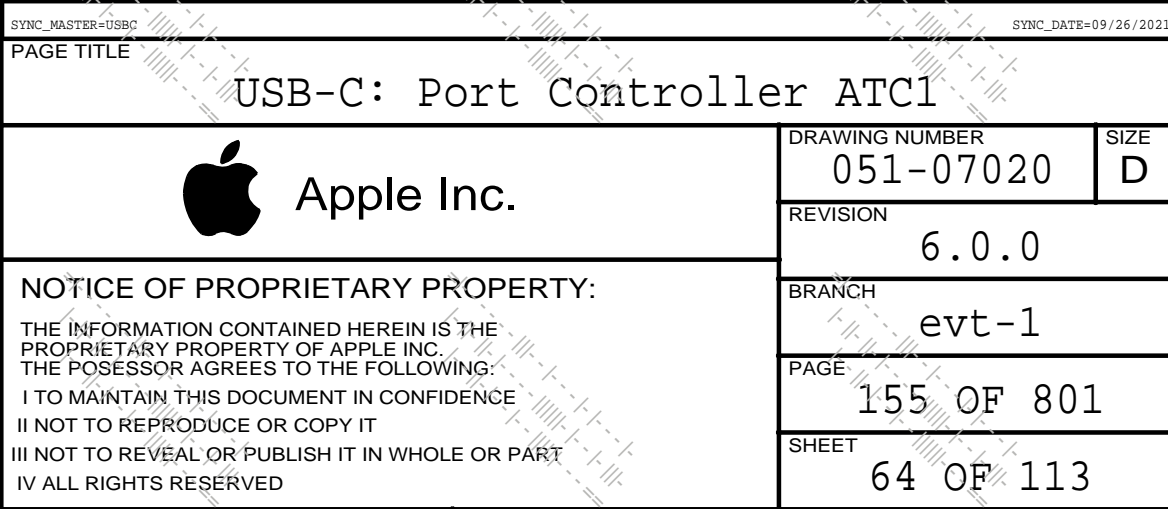 SYNC_MASTER=USBC
SYNC_DATE=09/26/2021
PAGE TITLE
USB-C: Port Controller ATC1
Apple Inc.
DRAWING NUMBER
051-07020
SIZE
D
REVISION
6.0.0
NOTICE OF PROPRIETARY PROPERTY:
THE INFORMATION CONTAINED HEREIN IS THE
PROPRIETARY PROPERTY OF APPLE INC.
THE POSESSOR AGREES TO THE FOLLOWING:
I TO MAINTAIN THIS DOCUMENT IN CONFIDENCE
II NOT TO REPRODUCE OR COPY IT
III NOT TO REVEAL OR PUBLISH IT IN WHOLE OR PART
IV ALL RIGHTS RESERVED
BRANCH
evt-1
PAGE
155 OF 801
SHEET
64 OF 113